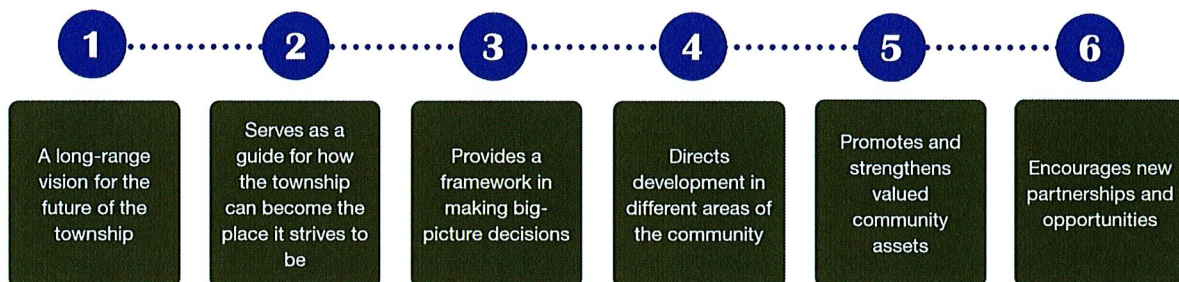 1
2
3
4
5
6
A long-range
vision for the
future of the
township
Serves as a
guide for how
the township
can become the
place it strives to
be
Provides a
framework in
making big-
picture decisions
Directs
development in
different areas of
the community
Promotes and
strengthens
valued
community
assets
Encourages new
partnerships and
opportunities